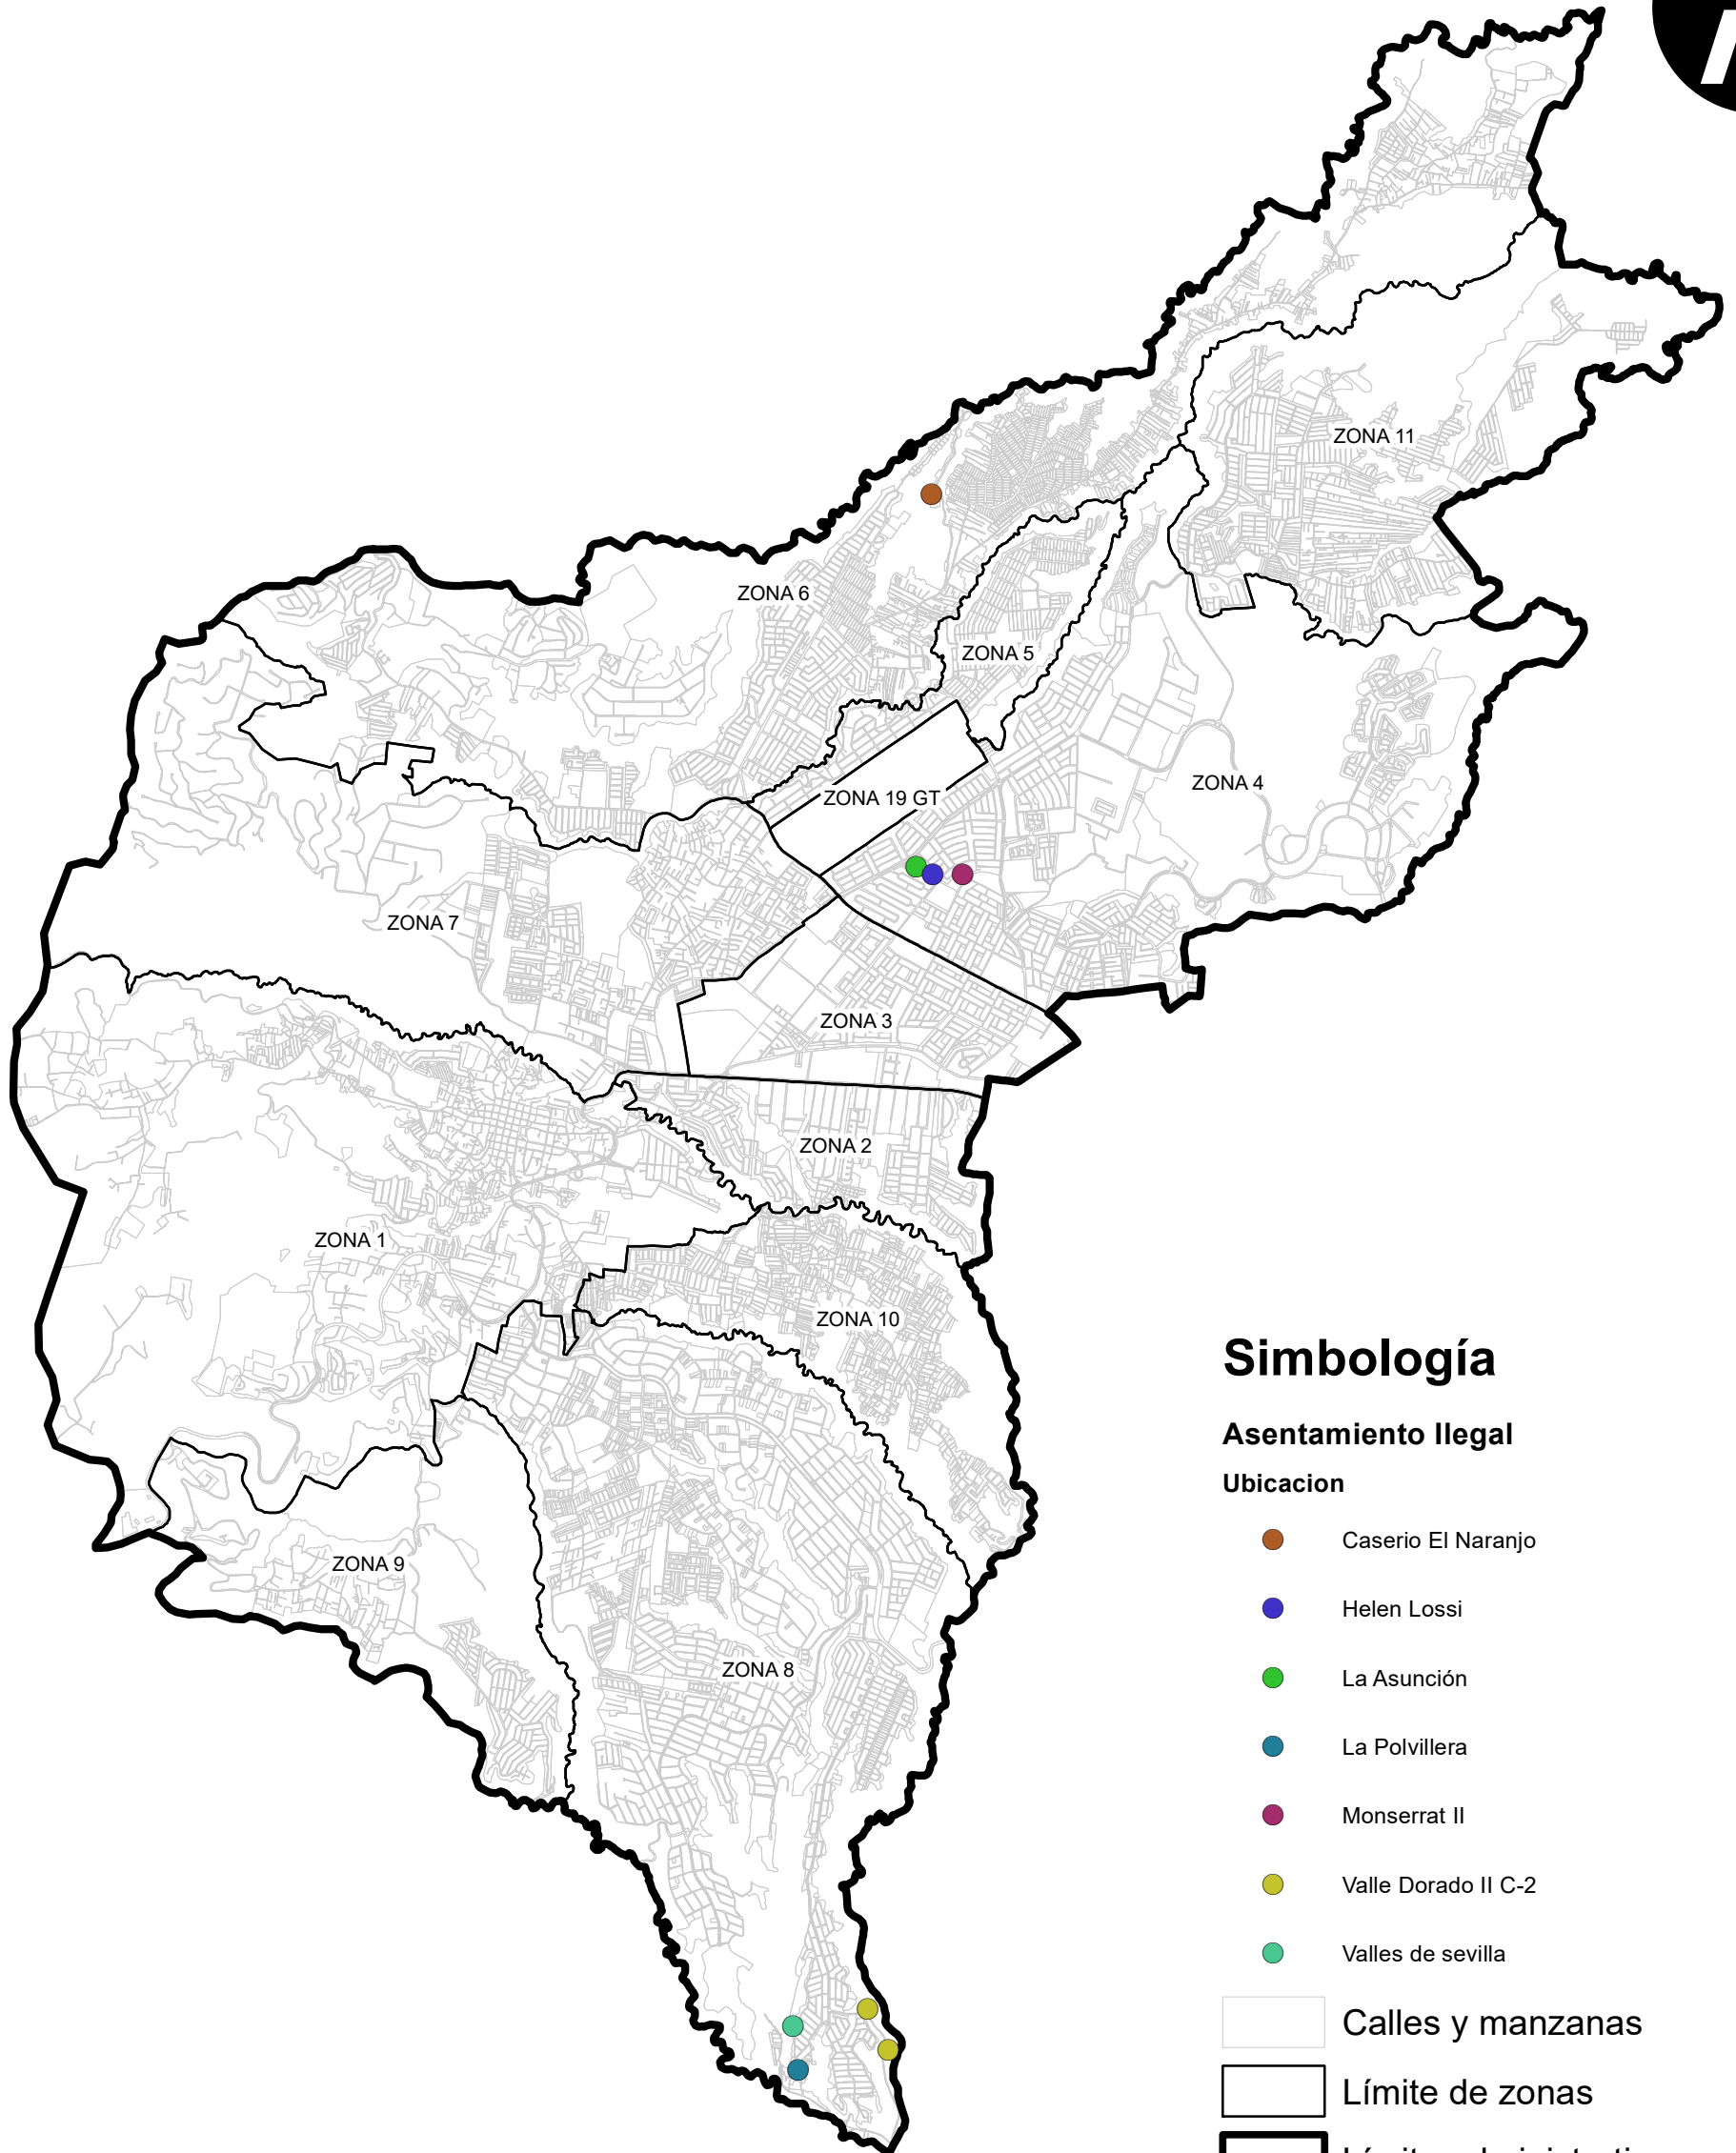 ZONA 11
ZONA 6
ZONA 5
ZONA 4
ZONA 19 GT
ZONA 7
ZONA 3
ZONA 2
ZONA 1
ZONA 10
ZONA 9
ZONA 8
Simbología
Asentamiento Ilegal
Ubicacion
Caserio El Naranjo
Helen Lossi
La Asunción
La Polvillera
Monserrat II
Valle Dorado II C-2
Valles de sevilla
Calles y manzanas
Límite de zonas